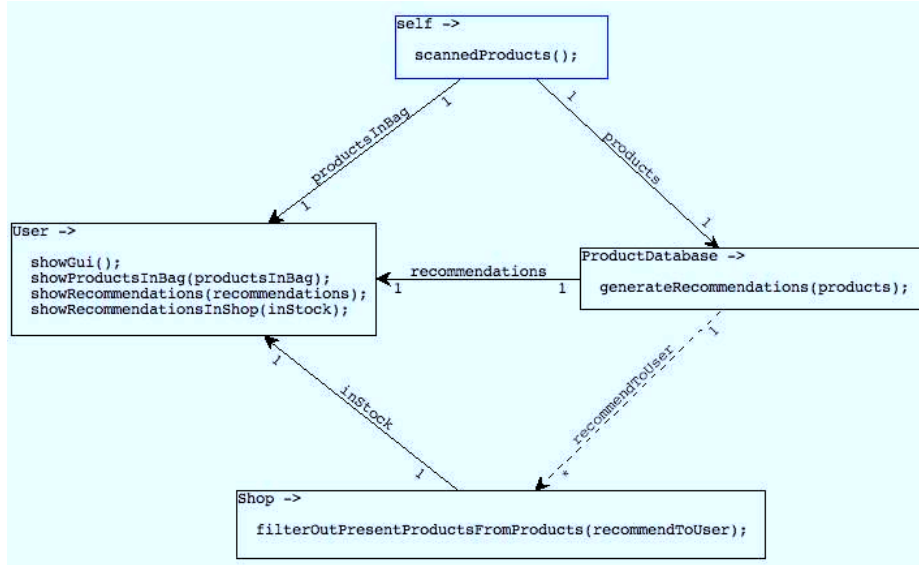 self ->
scannedProducts();
1
1
productsInBag
products
1
1
User ->
showGui();
showProductsInBag(productsInBag);
showRecommendations(recommendations);
showRecommendationsInShop(inStock);
recommendations
1
1
ProductDatabase ->
generateRecommendations(products);
1
1
recommendToUser
inStock
1
*
Shop ->
filterOutPresentProductsFromProducts(recommendToUser);